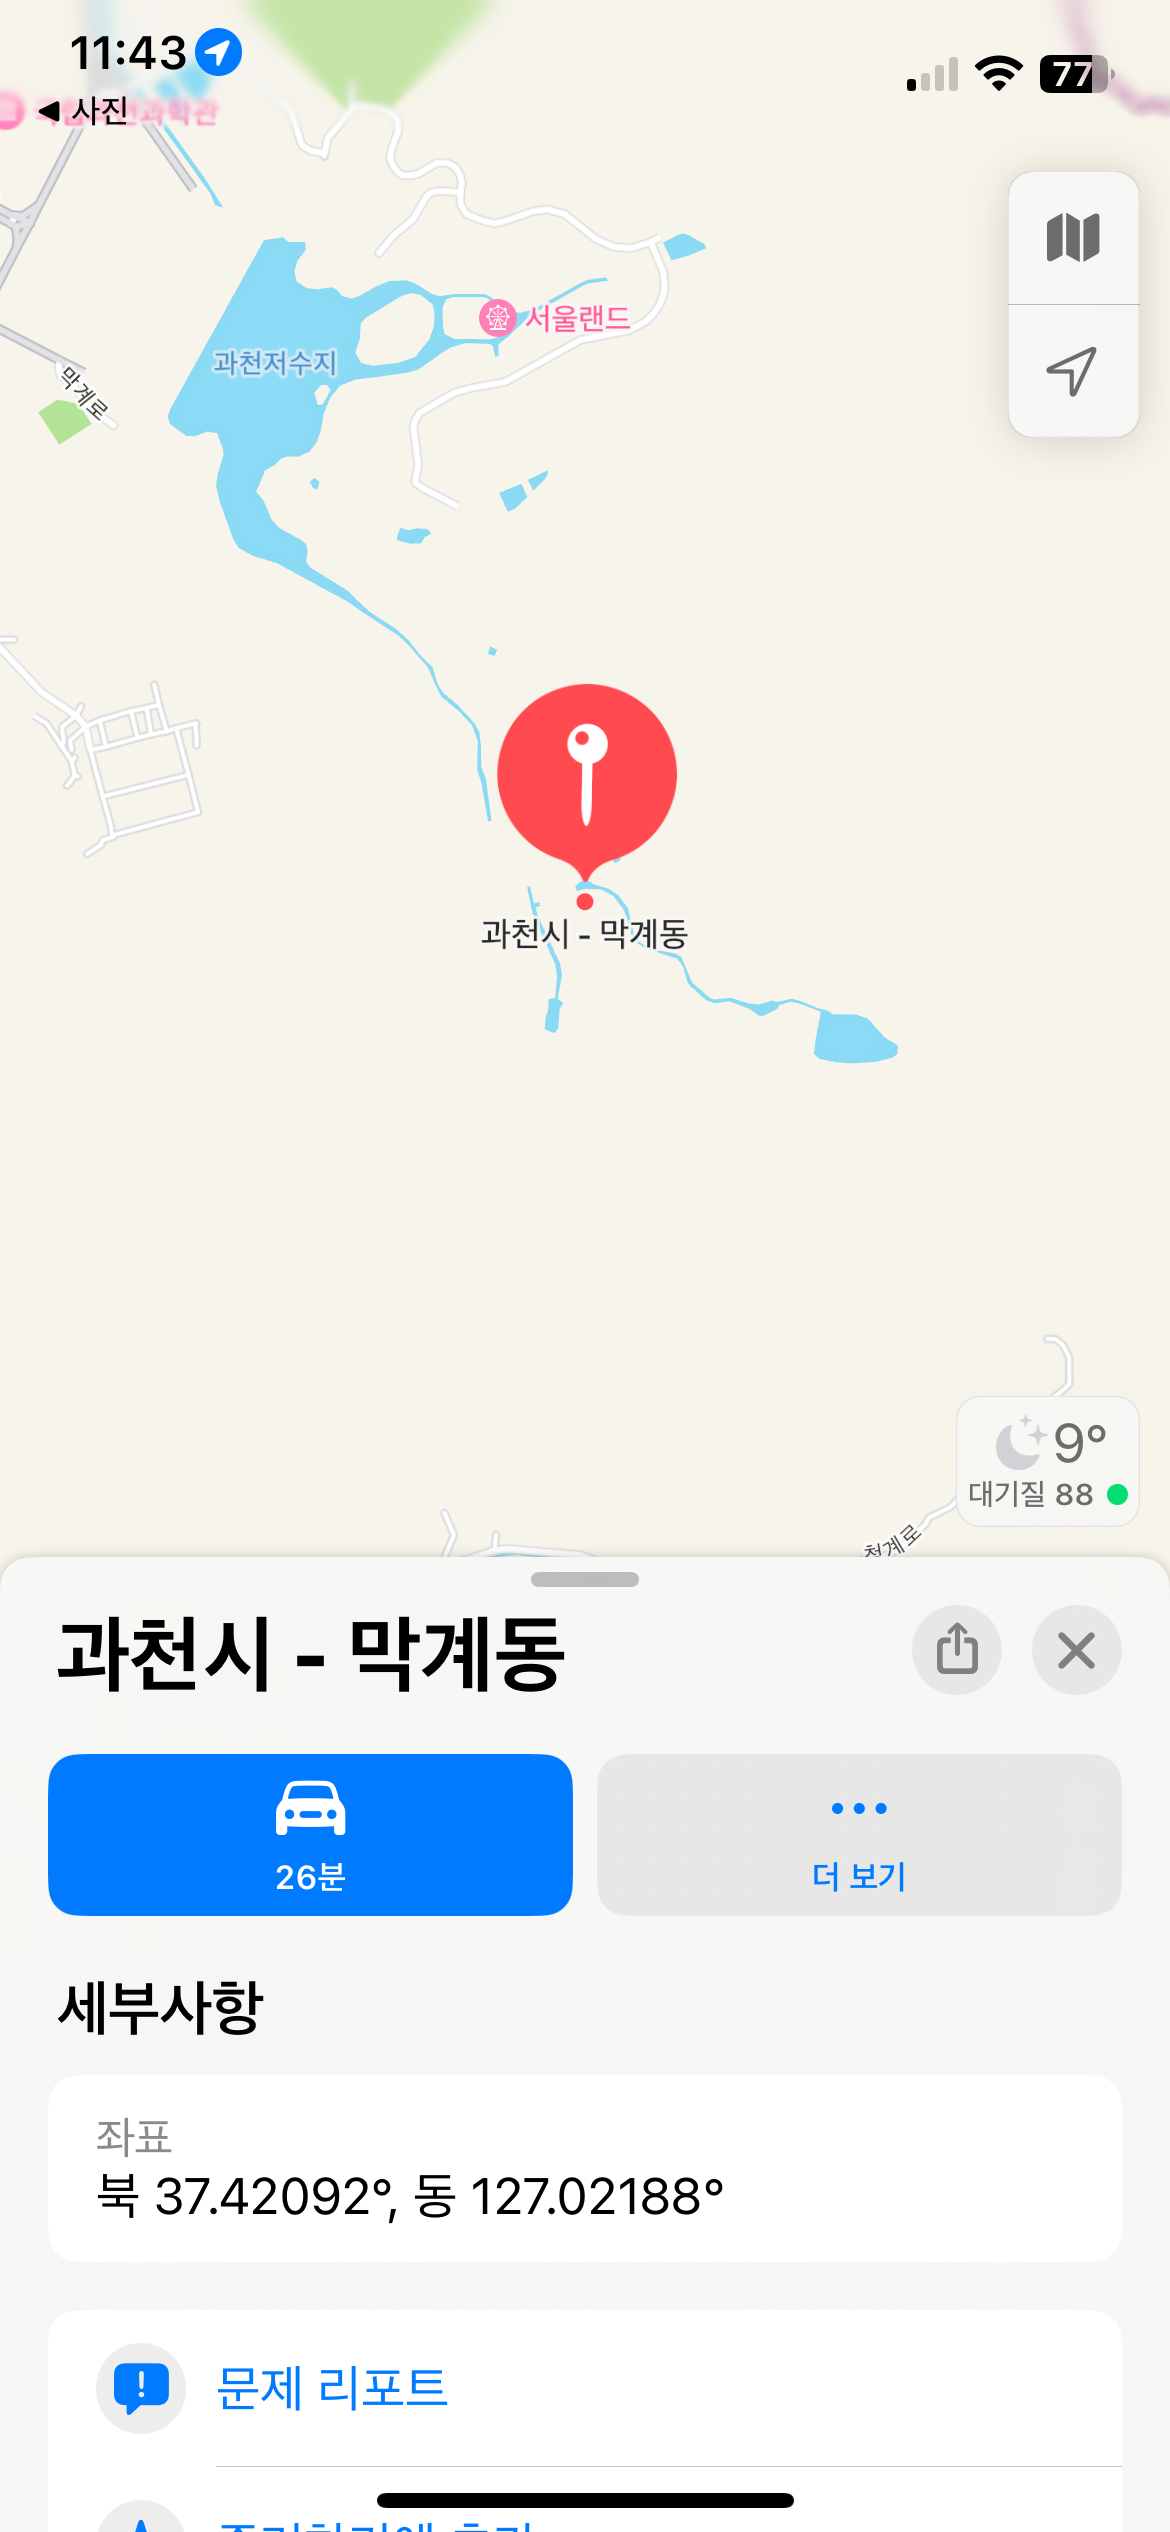 11:43
77
◀ 사진
서울랜드
과천저수지
막계로
과천시 - 막계동
9°
대기질 88
청계로
과천시 - 막계동
26분
더 보기
세부사항
좌표
북 37.42092°, 동 127.02188°
문제 리포트